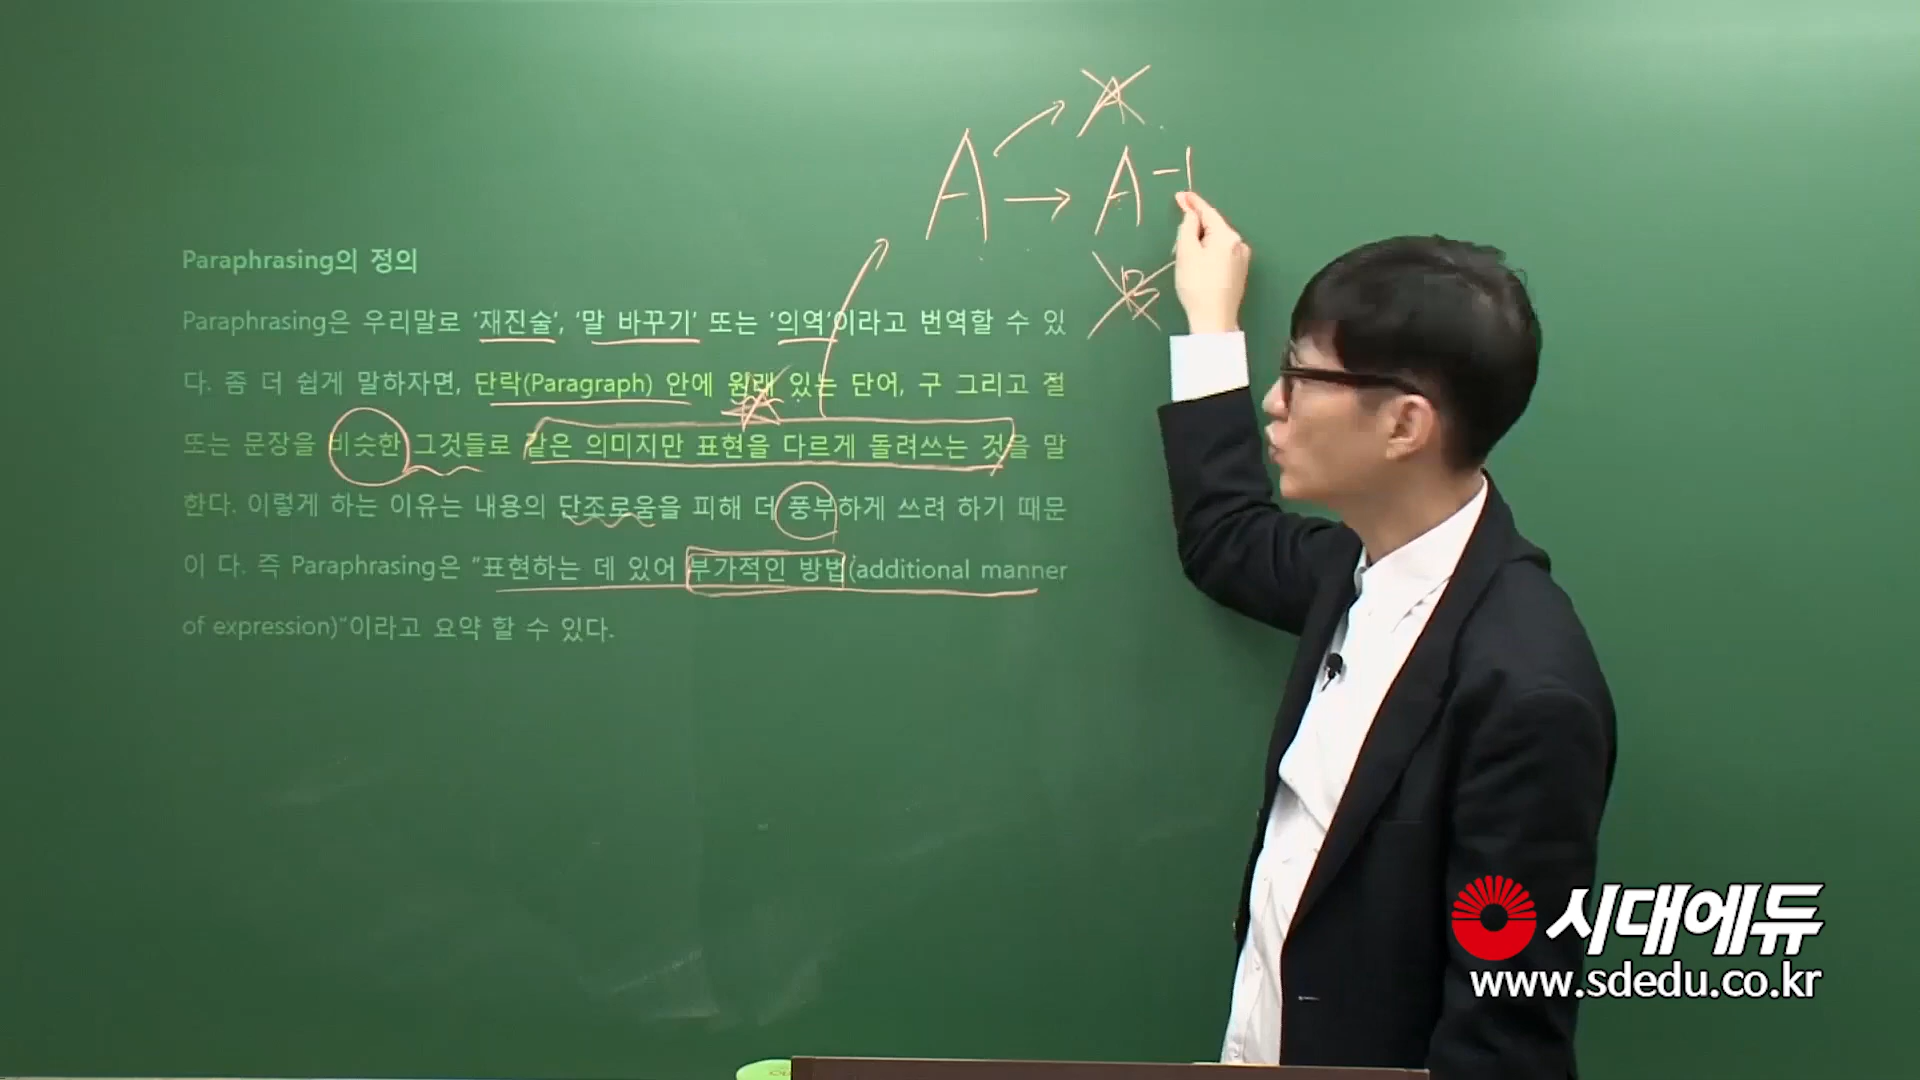 A
A
A-1
B
Paraphrasing의 정의
Paraphrasing은 우리말로 '재진술', '말 바꾸기' 또는 '의역'이라고 번역할 수 있
다. 좀 더 쉽게 말하자면, 단락(Paragraph) 안에 원래 있는 단어, 구 그리고 절
또는 문장을 비슷한 그것들로 같은 의미지만 표현을 다르게 돌려쓰는 것을 말
한다. 이렇게 하는 이유는 내용의 단조로움을 피해 더 풍부하게 쓰려 하기 때문
이 다. 즉 Paraphrasing은 "표현하는 데 있어 부가적인 방법(additional manner
of expression)"이라고 요약 할 수 있다.
시대에듀
www.sdedu.co.kr